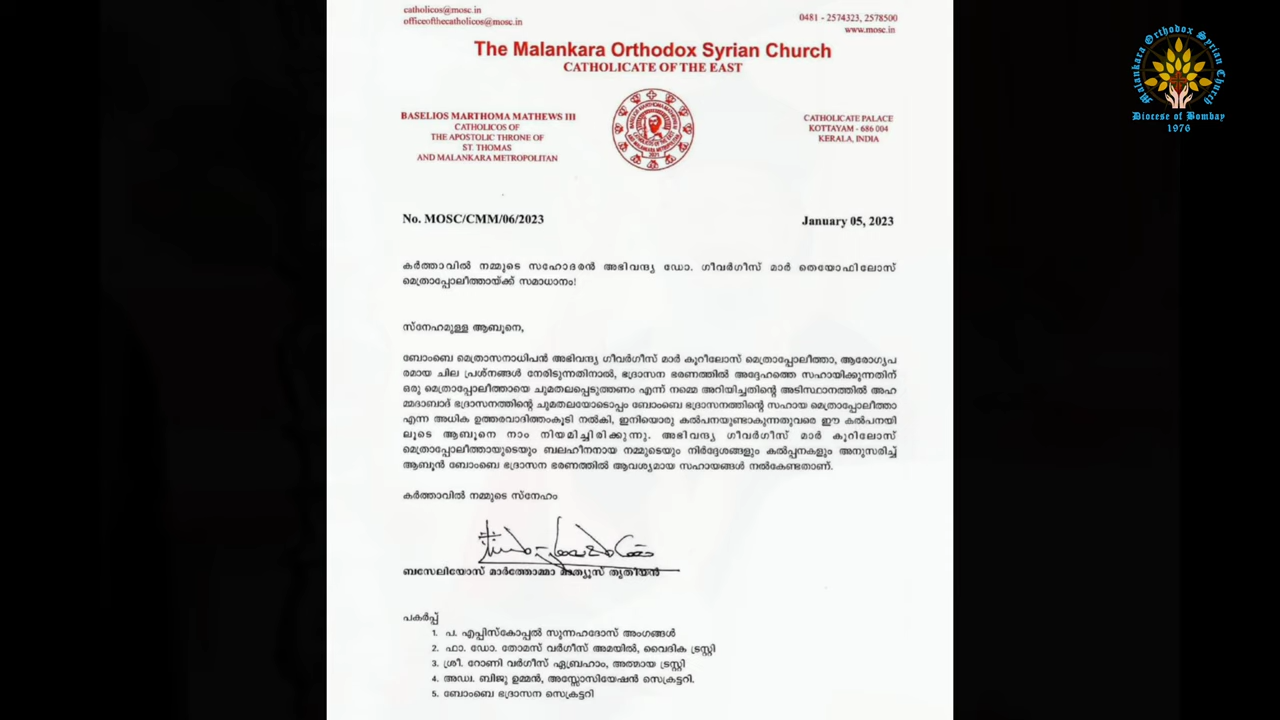 catholicos@mosc.in
officeofthecatholicos@mosc.in
0481 - 2574323, 2578500
www.mosc.in
The Malankara Orthodox Syrian Church
CATHOLICATE OF THE EAST
BASELIOS MARTHOMA MATHEWS III
CATHOLICOS OF
THE APOSTOLIC THRONE OF
ST. THOMAS
AND MALANKARA METROPOLITAN
CATHOLICATE PALACE
KOTTAYAM - 686 004
KERALA, INDIA
No. MOSC/CMM/06/2023
January 05, 2023
കർത്താവിൽ നമ്മുടെ സഹോദരൻ അഭിവന്ദ്യ ഡോ. ഗീവർഗീസ് മാർ തെയോഫിലോസ്
മെത്രാപ്പോലീത്തായ്ക്ക് സമാധാനം!
സ്നേഹമുള്ള ആബൂനെ,
ബോംബെ മെത്രാസനാധിപൻ അഭിവന്ദ്യ ഗീവർഗീസ് മാർ കൂറീലോസ് മെത്രാപ്പോലീത്താ, ആരോഗ്യപ
രമായ ചില പ്രശ്നങ്ങൾ നേരിടുന്നതിനാൽ, ഭദ്രാസന ഭരണത്തിൽ അദ്ദേഹത്തെ സഹായിക്കുന്നതിന്
ഒരു മെത്രാപ്പോലീത്തായെ ചുമതലപ്പെടുത്തണം എന്ന് നമ്മെ അറിയിച്ചതിന്റെ അടിസ്ഥാനത്തിൽ അഹ
മ്മദാബാദ് ഭദ്രാസനത്തിന്റെ ചുമതലയോടൊപ്പം ബോംബെ ഭദ്രാസനത്തിന്റെ സഹായ മെത്രാപ്പോലീത്താ
എന്ന അധിക ഉത്തരവാദിത്തംകൂടി നൽകി, ഇനിയൊരു കൽപനയുണ്ടാകുന്നതുവരെ ഈ കൽപനയി
ലൂടെ ആബൂനെ നാം നിയമിച്ചിരിക്കുന്നു. അഭിവന്ദ്യ ഗീവർഗീസ് മാർ കൂറിലോസ്
മെത്രാപ്പോലീത്തായുടെയും ബലഹീനനായ നമ്മുടെയും നിർദ്ദേശങ്ങളും കൽപ്പനകളും അനുസരിച്ച്
ആബൂൻ ബോംബെ ഭദ്രാസന ഭരണത്തിൽ ആവശ്യമായ സഹായങ്ങൾ നൽകേണ്ടതാണ്.
കർത്താവിൽ നമ്മുടെ സ്നേഹം
ബസേലിയോസ് മാർത്തോമ്മാ മാത്യൂസ് തൃതീയൻ
പകർപ്പ്
1. പ. എപ്പിസ്കോപ്പൽ സുന്നഹദോസ് അംഗങ്ങൾ
2. ഫാ. ഡോ. തോമസ് വർഗീസ് അമയിൽ, വൈദിക ട്രസ്റ്റി
3. ശ്രീ. റോണി വർഗീസ് ഏബ്രഹാം, അത്മായ ട്രസ്റ്റി
4. അഡ്വ. ബിജു ഉമ്മൻ, അസ്സോസിയേഷൻ സെക്രട്ടറി.
5. ബോംബെ ഭദ്രാസന സെക്രട്ടറി
Malankara Orthodox Syrian Church
Diocese of Bombay
1976